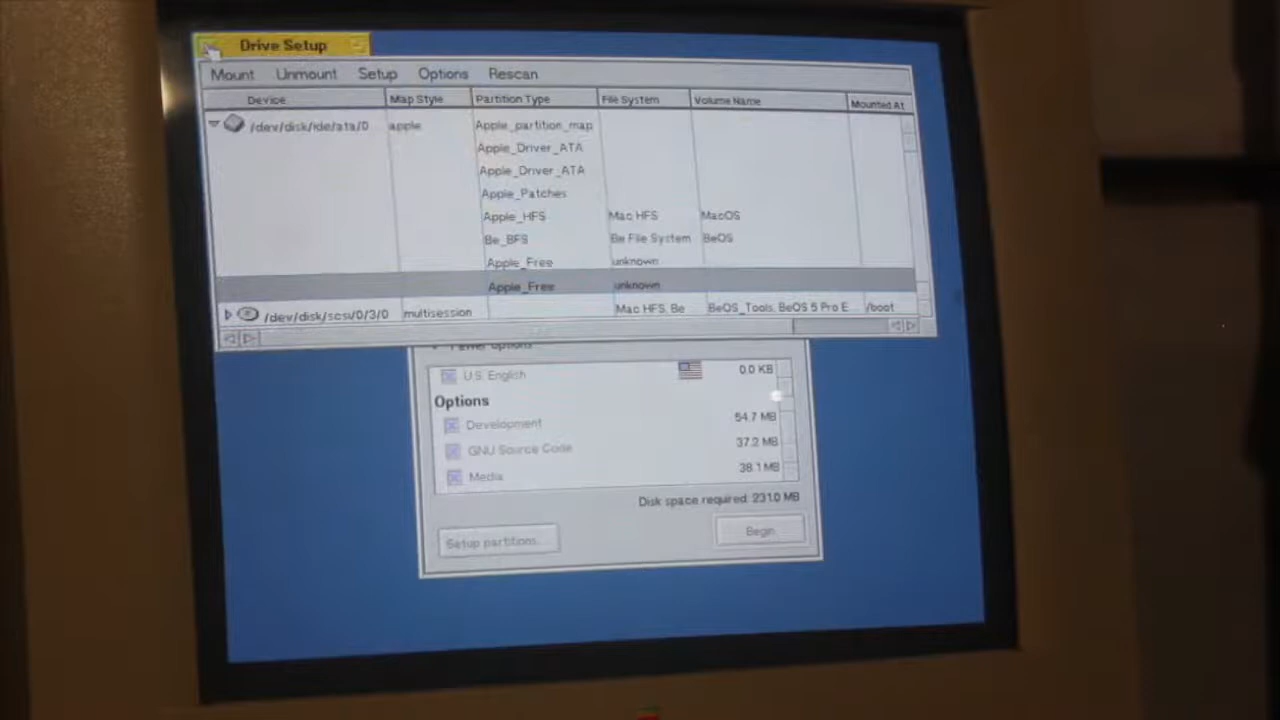 Drive Setup
Mount Unmount Setup Options Rescan
Device Map Style Partition Type File System Volume Name Mounted At
/dev/disk/ide/ata/0 apple Apple_partition_map
Apple_Driver_ATA
Apple_Driver_ATA
Apple_Patches
Apple_HFS Mac HFS MacOS
Be_BFS Be File System BeOS
Apple_Free unknown
Apple_Free unknown
/dev/disk/scsi/0/3/0 multisession Mac HFS, Be BeOS_Tools, BeOS 5 Pro E... /boot
options
U.S. English 0.0 KB
Options
Development 54.7 MB
GNU Source Code 37.2 MB
Media 38.1 MB
Disk space required: 231.0 MB
Setup partitions... Begin